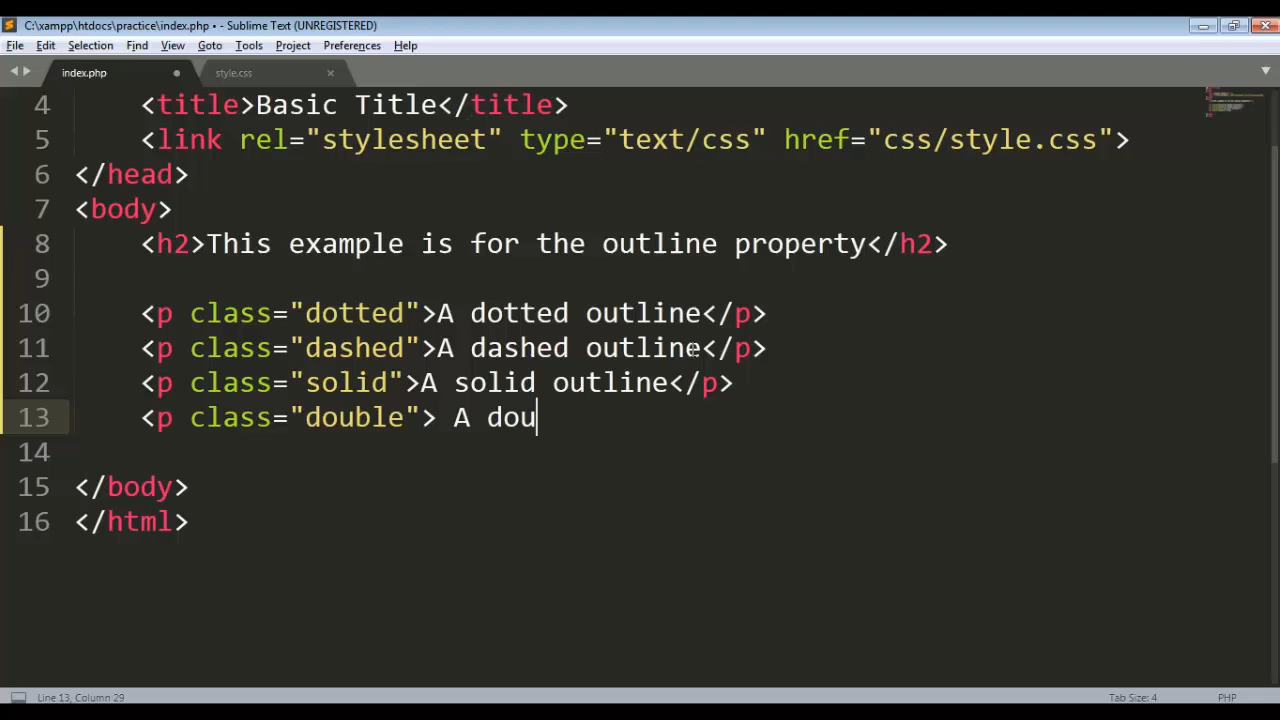 C:\xampp\htdocs\practice\index.php • - Sublime Text (UNREGISTERED)
File Edit Selection Find View Goto Tools Project Preferences Help
index.php style.css
4 <title>Basic Title</title>
5 <link rel="stylesheet" type="text/css" href="css/style.css">
6 </head>
7 <body>
8 <h2>This example is for the outline property</h2>
9
10 <p class="dotted">A dotted outline</p>
11 <p class="dashed">A dashed outline</p>
12 <p class="solid">A solid outline</p>
13 <p class="double"> A dou
14
15 </body>
16 </html>
Line 13, Column 29 Tab Size: 4 PHP